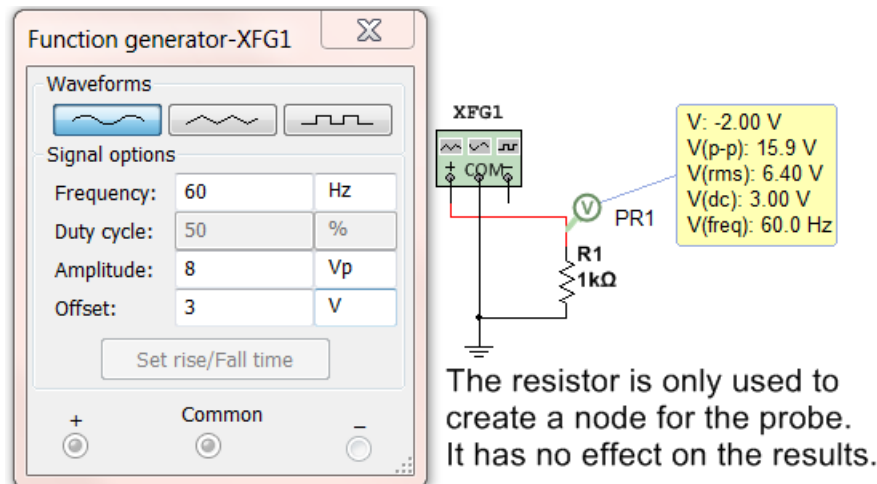 Function generator-XFG1
Waveforms
Signal options
Frequency: 60 Hz
Duty cycle: 50 %
Amplitude: 8 Vp
Offset: 3 V
Set rise/Fall time
+ Common –
XFG1
+ COM –
V: -2.00 V
V(p-p): 15.9 V
V(rms): 6.40 V
V(dc): 3.00 V
V(freq): 60.0 Hz
V PR1
R1
1kΩ
The resistor is only used to
create a node for the probe.
It has no effect on the results.